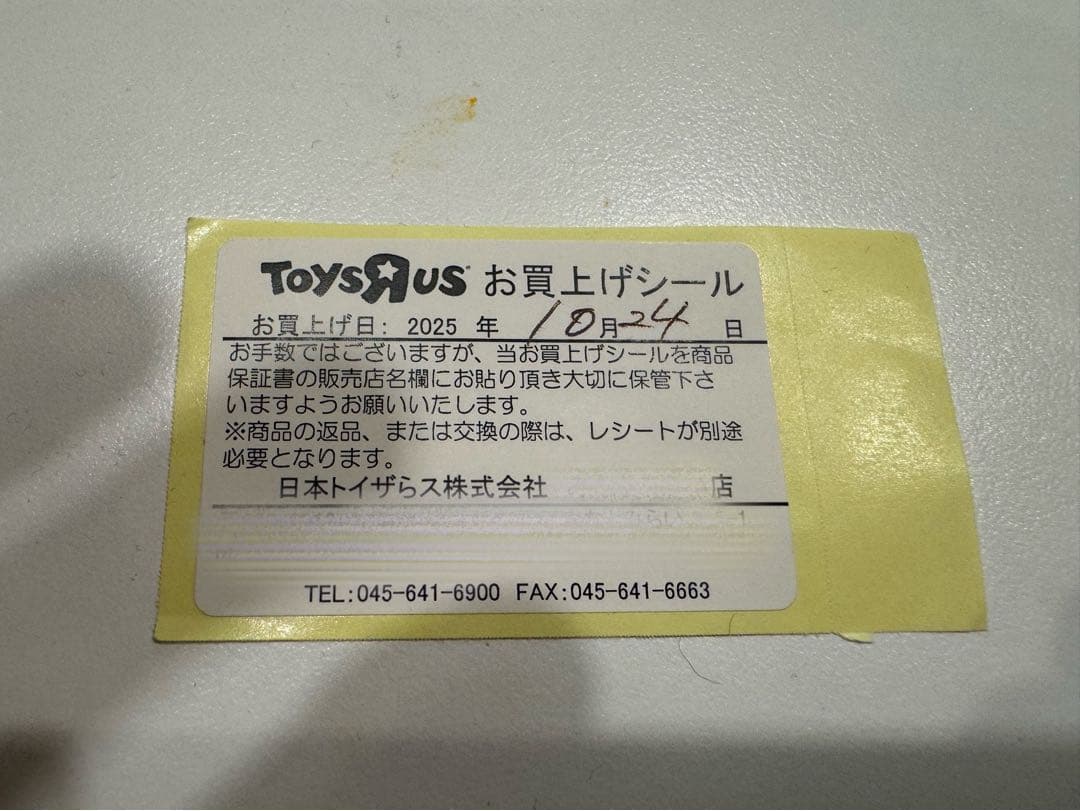 TOYSRUS お買上げシール
お買上げ日: 2025 年 10月24 日
お手数ではございますが、当お買上げシールを商品
保証書の販売店名欄にお貼り頂き大切に保管下さ
いますようお願いいたします。
※商品の返品、または交換の際は、レシートが別途
必要となります。
日本トイザらス株式会社 店
TEL:045-641-6900 FAX:045-641-6663